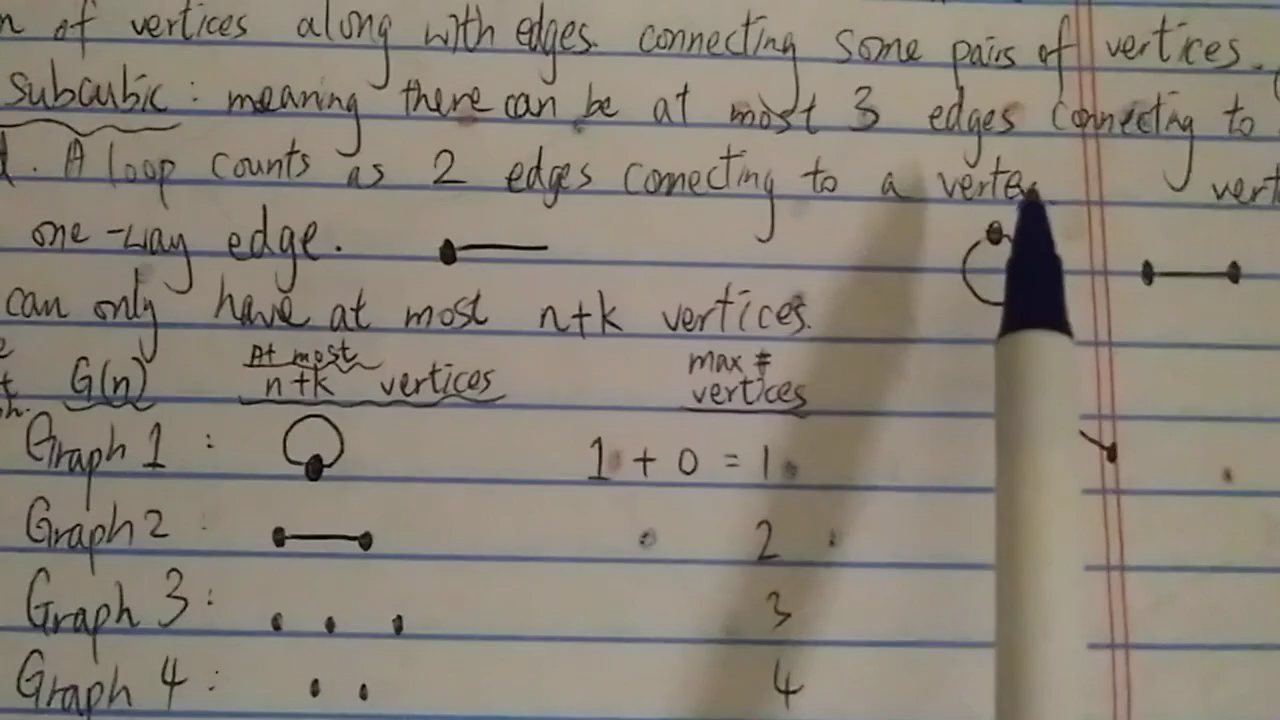 of vertices along with edges. connecting some pairs of vertices.
subcubic : meaning there can be at most 3 edges connecting to
. A loop counts as 2 edges connecting to a vertex
one-way edge.
can only have at most n+k vertices.
G(n) At most n+k vertices max # vertices
Graph 1 : 1 + 0 = 1
Graph 2 : 2
Graph 3 : 3
Graph 4 : 4